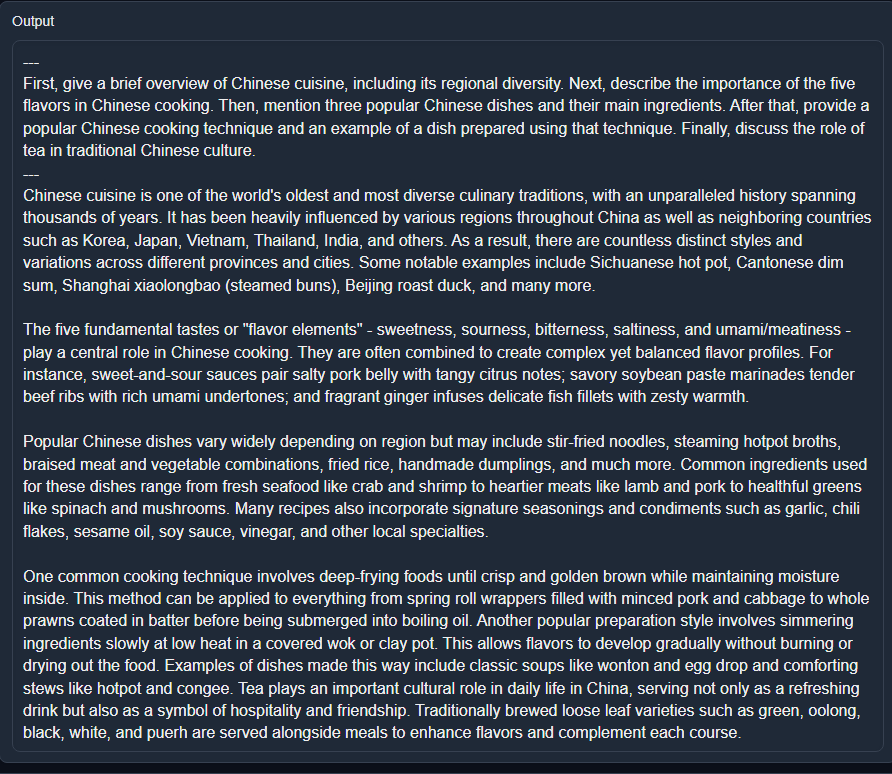 Output
---
First, give a brief overview of Chinese cuisine, including its regional diversity. Next, describe the importance of the five
flavors in Chinese cooking. Then, mention three popular Chinese dishes and their main ingredients. After that, provide a
popular Chinese cooking technique and an example of a dish prepared using that technique. Finally, discuss the role of
tea in traditional Chinese culture.
---
Chinese cuisine is one of the world's oldest and most diverse culinary traditions, with an unparalleled history spanning
thousands of years. It has been heavily influenced by various regions throughout China as well as neighboring countries
such as Korea, Japan, Vietnam, Thailand, India, and others. As a result, there are countless distinct styles and
variations across different provinces and cities. Some notable examples include Sichuanese hot pot, Cantonese dim
sum, Shanghai xiaolongbao (steamed buns), Beijing roast duck, and many more.
The five fundamental tastes or "flavor elements" - sweetness, sourness, bitterness, saltiness, and umami/meatiness -
play a central role in Chinese cooking. They are often combined to create complex yet balanced flavor profiles. For
instance, sweet-and-sour sauces pair salty pork belly with tangy citrus notes; savory soybean paste marinades tender
beef ribs with rich umami undertones; and fragrant ginger infuses delicate fish fillets with zesty warmth.
Popular Chinese dishes vary widely depending on region but may include stir-fried noodles, steaming hotpot broths,
braised meat and vegetable combinations, fried rice, handmade dumplings, and much more. Common ingredients used
for these dishes range from fresh seafood like crab and shrimp to heartier meats like lamb and pork to healthful greens
like spinach and mushrooms. Many recipes also incorporate signature seasonings and condiments such as garlic, chili
flakes, sesame oil, soy sauce, vinegar, and other local specialties.
One common cooking technique involves deep-frying foods until crisp and golden brown while maintaining moisture
inside. This method can be applied to everything from spring roll wrappers filled with minced pork and cabbage to whole
prawns coated in batter before being submerged into boiling oil. Another popular preparation style involves simmering
ingredients slowly at low heat in a covered wok or clay pot. This allows flavors to develop gradually without burning or
drying out the food. Examples of dishes made this way include classic soups like wonton and egg drop and comforting
stews like hotpot and congee. Tea plays an important cultural role in daily life in China, serving not only as a refreshing
drink but also as a symbol of hospitality and friendship. Traditionally brewed loose leaf varieties such as green, oolong,
black, white, and puerh are served alongside meals to enhance flavors and complement each course.